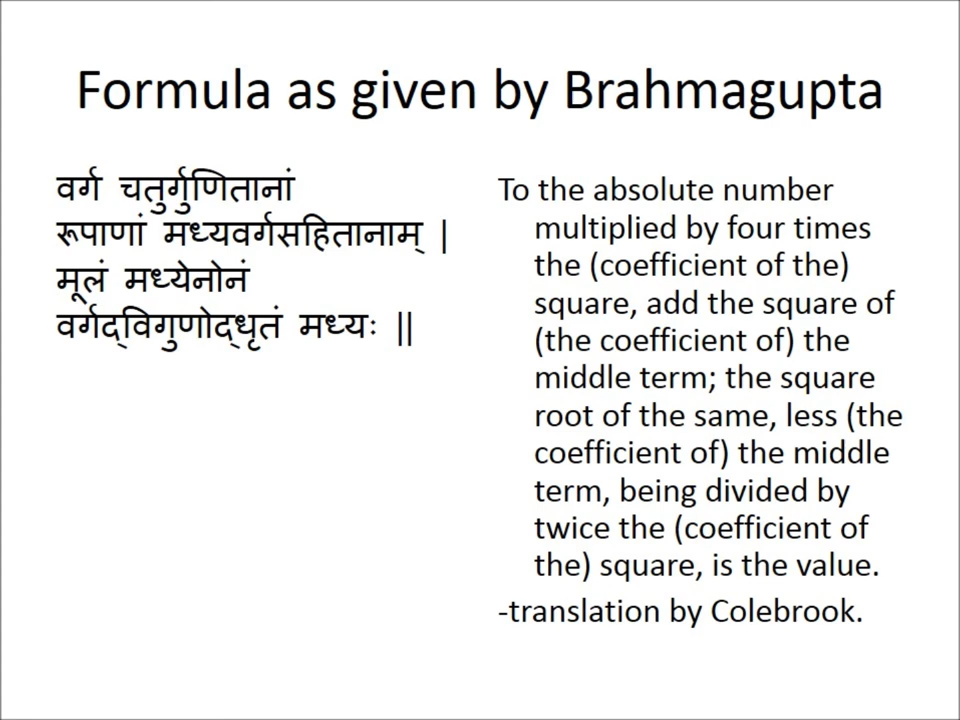 Formula as given by Brahmagupta
वर्ग चतुर्गुणितानां
रूपाणां मध्यवर्गसहितानाम् |
मूलं मध्येनोनं
वर्गद्‌विगुणोद्‌धृतं मध्यः ||
To the absolute number
multiplied by four times
the (coefficient of the)
square, add the square of
(the coefficient of) the
middle term; the square
root of the same, less (the
coefficient of) the middle
term, being divided by
twice the (coefficient of
the) square, is the value.
-translation by Colebrook.